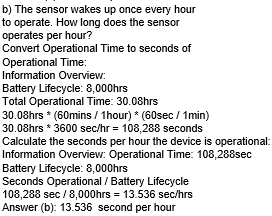 b) The sensor wakes up once every hour
to operate. How long does the sensor
operates per hour?
Convert Operational Time to seconds of
Operational Time:
Information Overview:
Battery Lifecycle: 8,000hrs
Total Operational Time: 30.08hrs
30.08hrs * (60mins / 1hour) * (60sec / 1min)
30.08hrs * 3600 sec/hr = 108,288 seconds
Calculate the seconds per hour the device is operational:
Information Overview: Operational Time: 108,288sec
Battery Lifecycle: 8,000hrs
Seconds Operational / Battery Lifecycle
108,288 sec / 8,000hrs = 13.536 sec/hrs
Answer (b): 13.536  second per hour